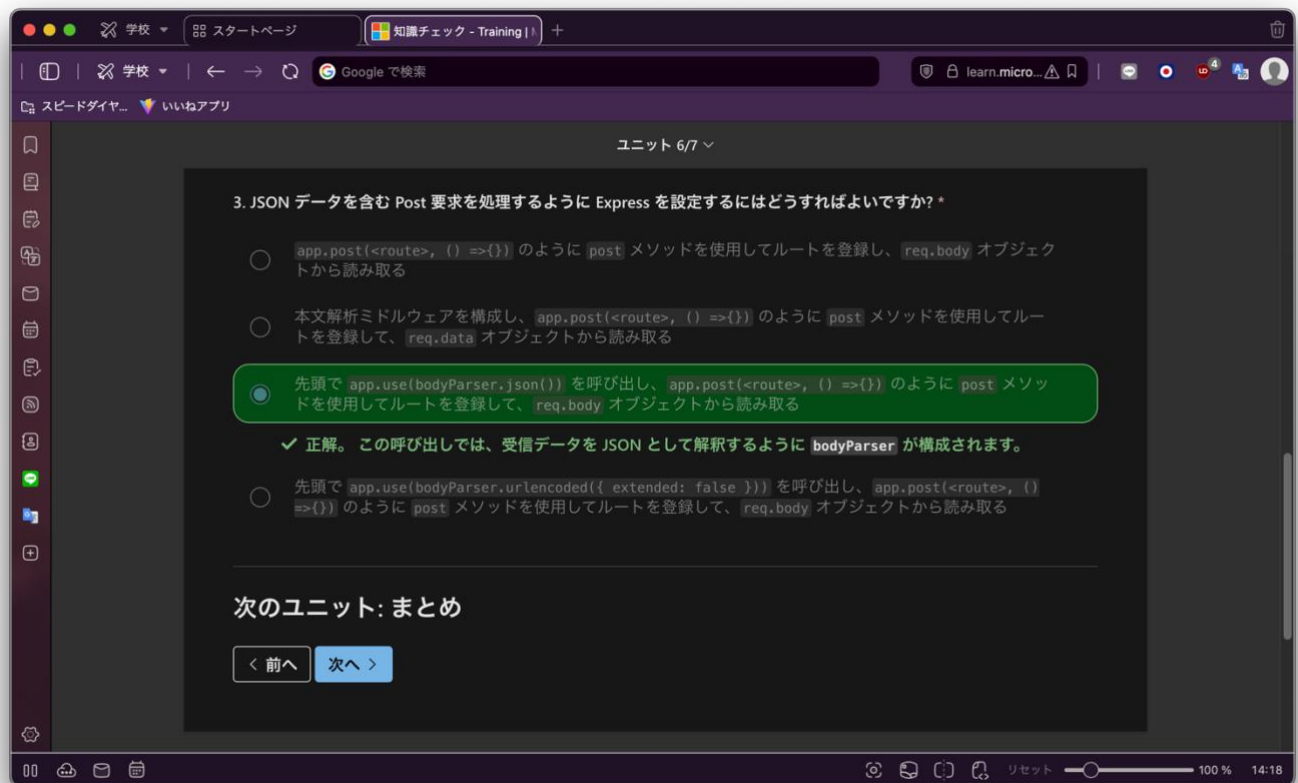 学校
スタートページ
知識チェック - Training |
学校
Google で検索
learn.micro...
4
スピードダイヤ...
いいねアプリ
ユニット 6/7
3. JSON データを含む Post 要求を処理するように Express を設定するにはどうすればよいですか? *
app.post(<route>, () =>{}) のように post メソッドを使用してルートを登録し、 req.body オブジェク
トから読み取る
本文解析ミドルウェアを構成し、 app.post(<route>, () =>{}) のように post メソッドを使用してルー
トを登録して、 req.data オブジェクトから読み取る
先頭で app.use(bodyParser.json()) を呼び出し、 app.post(<route>, () =>{}) のように post メソッ
ドを使用してルートを登録して、 req.body オブジェクトから読み取る
正解。 この呼び出しでは、受信データを JSON として解釈するように bodyParser が構成されます。
先頭で app.use(bodyParser.urlencoded({ extended: false })) を呼び出し、 app.post(<route>, ()
=>{}) のように post メソッドを使用してルートを登録して、 req.body オブジェクトから読み取る
次のユニット: まとめ
前へ
次へ
リセット
100 %
14:18